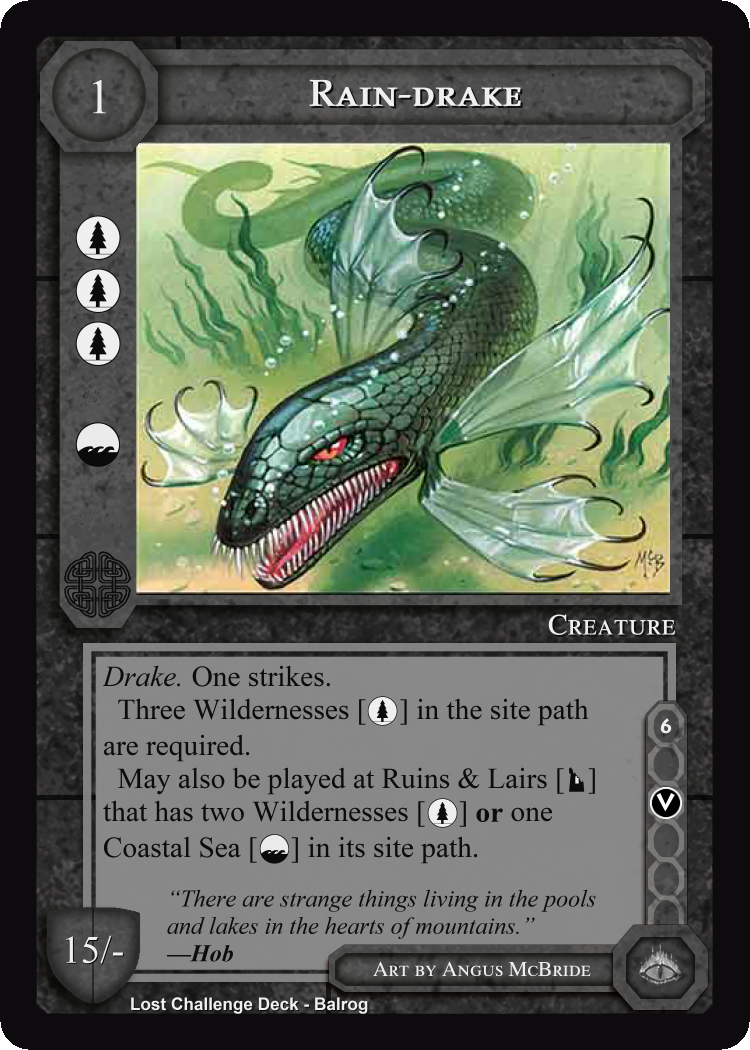 1
Rain-drake
McB
Creature
Drake. One strikes.
Three Wildernesses [ ] in the site path
are required.
May also be played at Ruins & Lairs [ ]
that has two Wildernesses [ ] or one
Coastal Sea [ ] in its site path.
6
V
“There are strange things living in the pools
and lakes in the hearts of mountains.”
—Hob
15/-
Art by Angus McBride
Lost Challenge Deck - Balrog